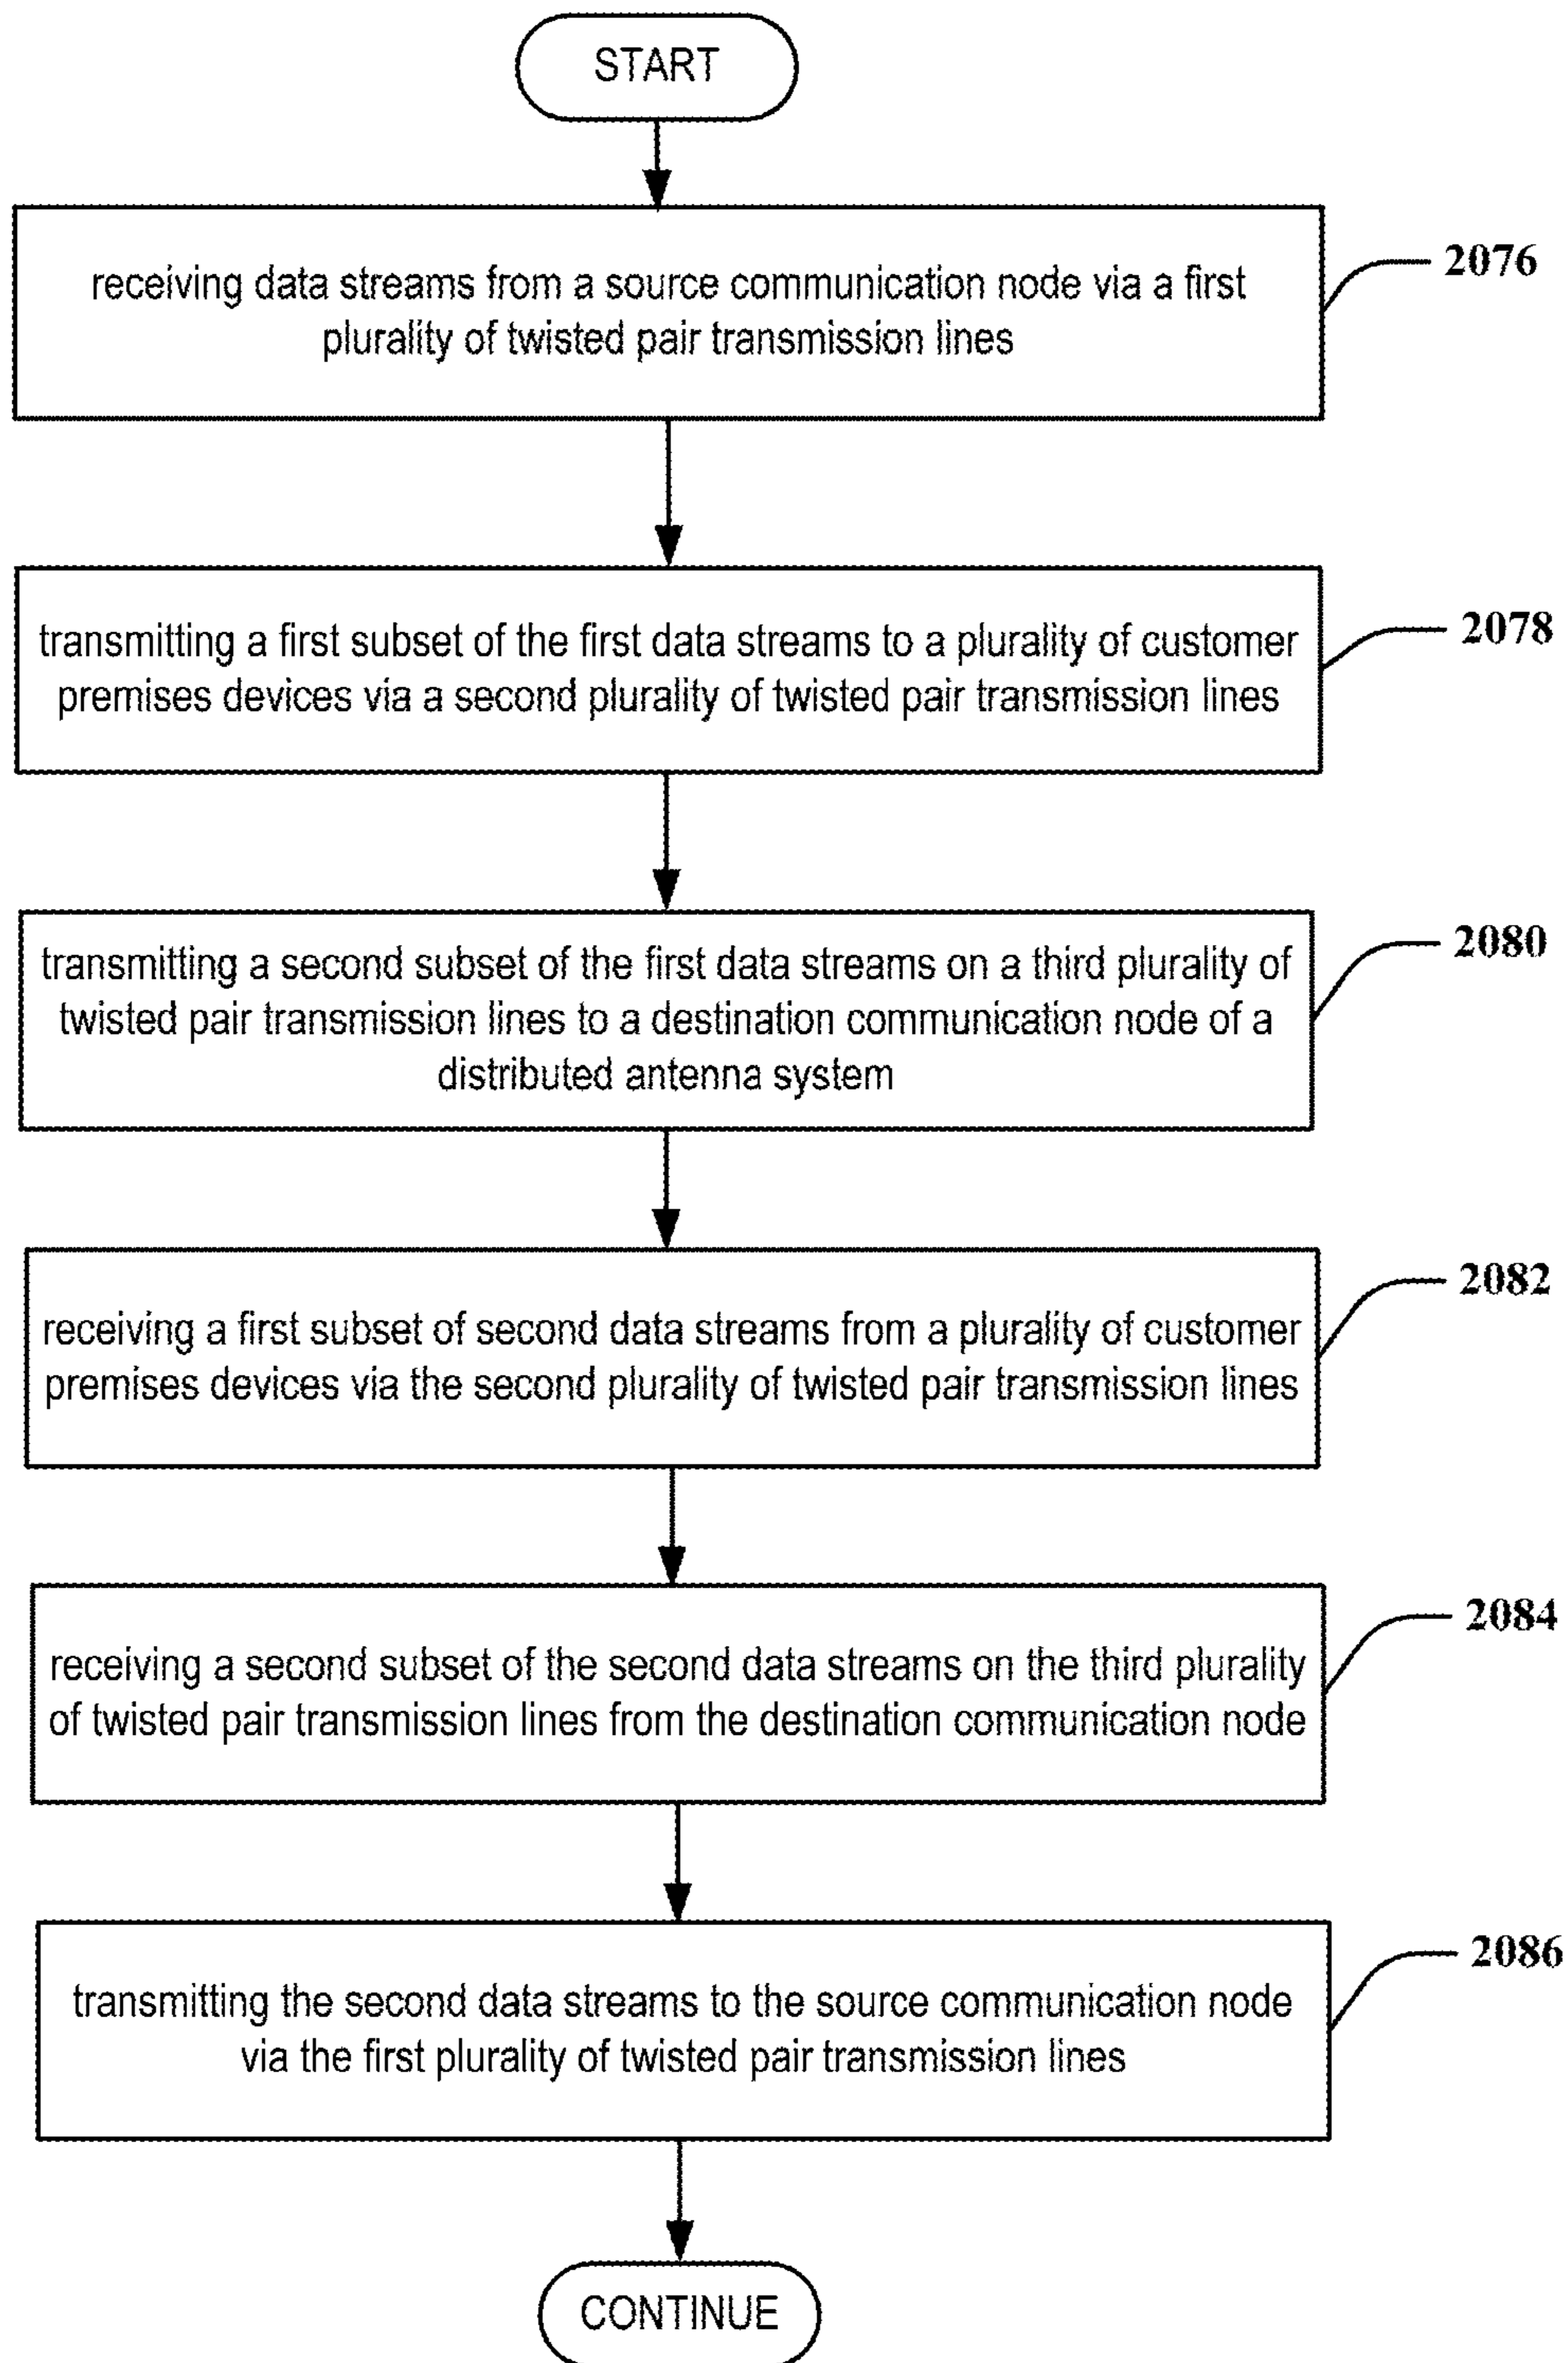 START
receiving data streams from a source communication node via a first
plurality of twisted pair transmission lines
2076
transmitting a first subset of the first data streams to a plurality of customer
premises devices via a second plurality of twisted pair transmission lines
2078
transmitting a second subset of the first data streams on a third plurality of
twisted pair transmission lines to a destination communication node of a
distributed antenna system
2080
receiving a first subset of second data streams from a plurality of customer
premises devices via the second plurality of twisted pair transmission lines
2082
receiving a second subset of the second data streams on the third plurality
of twisted pair transmission lines from the destination communication node
2084
transmitting the second data streams to the source communication node
via the first plurality of twisted pair transmission lines
2086
CONTINUE